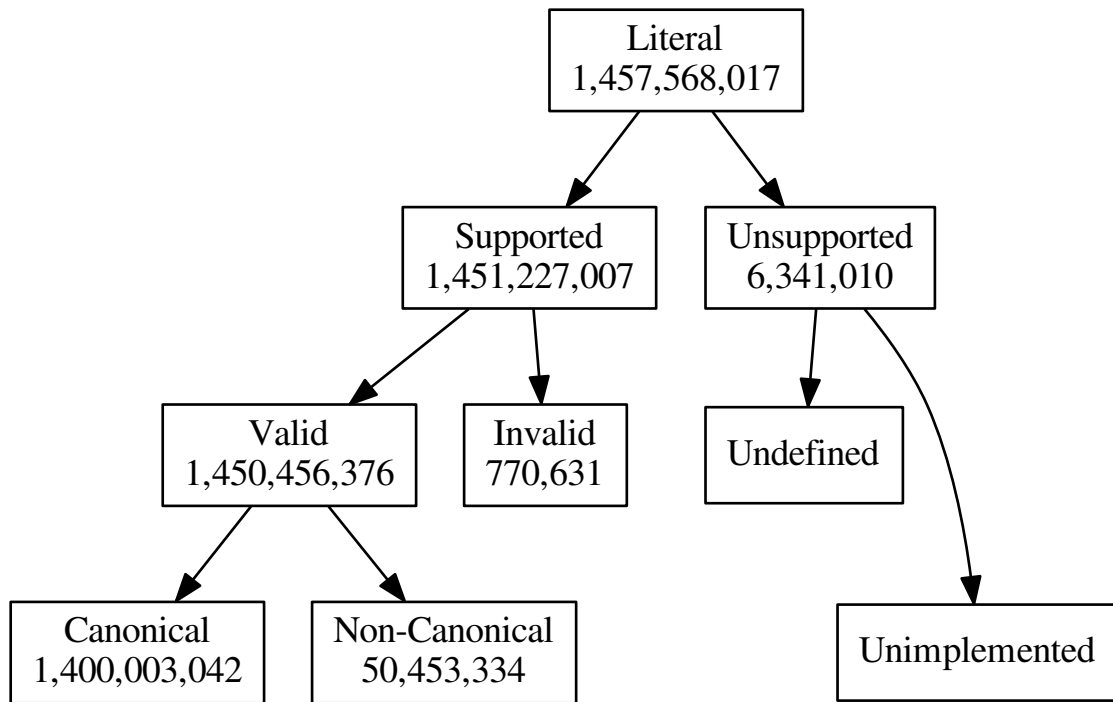 Literal
1,457,568,017
Supported
1,451,227,007
Unsupported
6,341,010
Valid
1,450,456,376
Invalid
770,631
Undefined
Canonical
1,400,003,042
Non-Canonical
50,453,334
Unimplemented